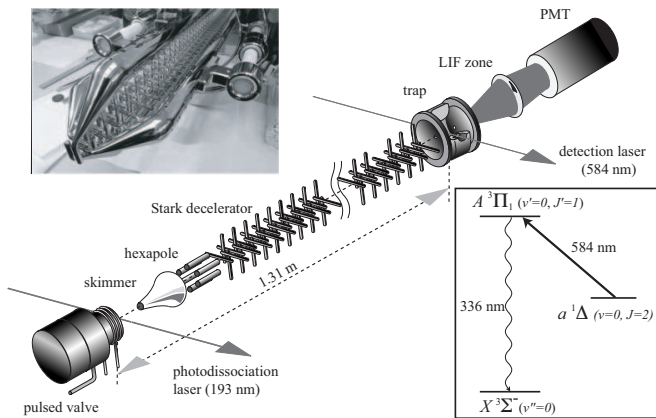 PMT
LIF zone
trap
detection laser
(584 nm)
Stark decelerator
hexapole
skimmer
1.31 m
photodissociation
laser (193 nm)
pulsed valve
A ³Π₁ (v'=0, J'=1)
584 nm
336 nm
a ¹Δ (v=0, J=2)
X ³Σ⁻ (v''=0)